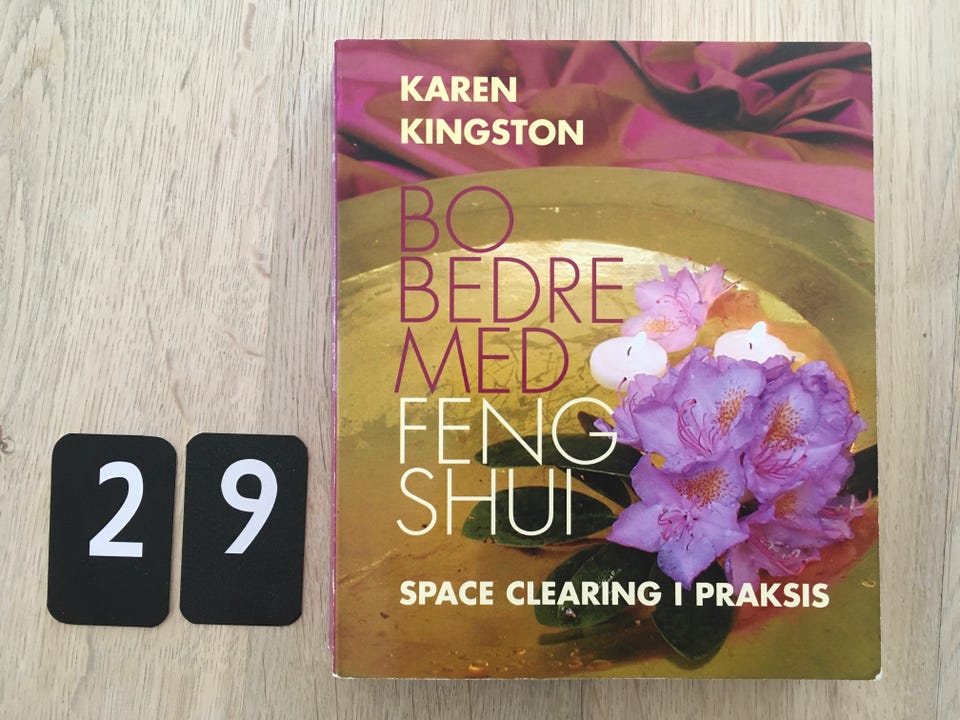 KAREN
KINGSTON
BO
BEDRE
MED
FENG
SHUI
SPACE CLEARING I PRAKSIS
2 9